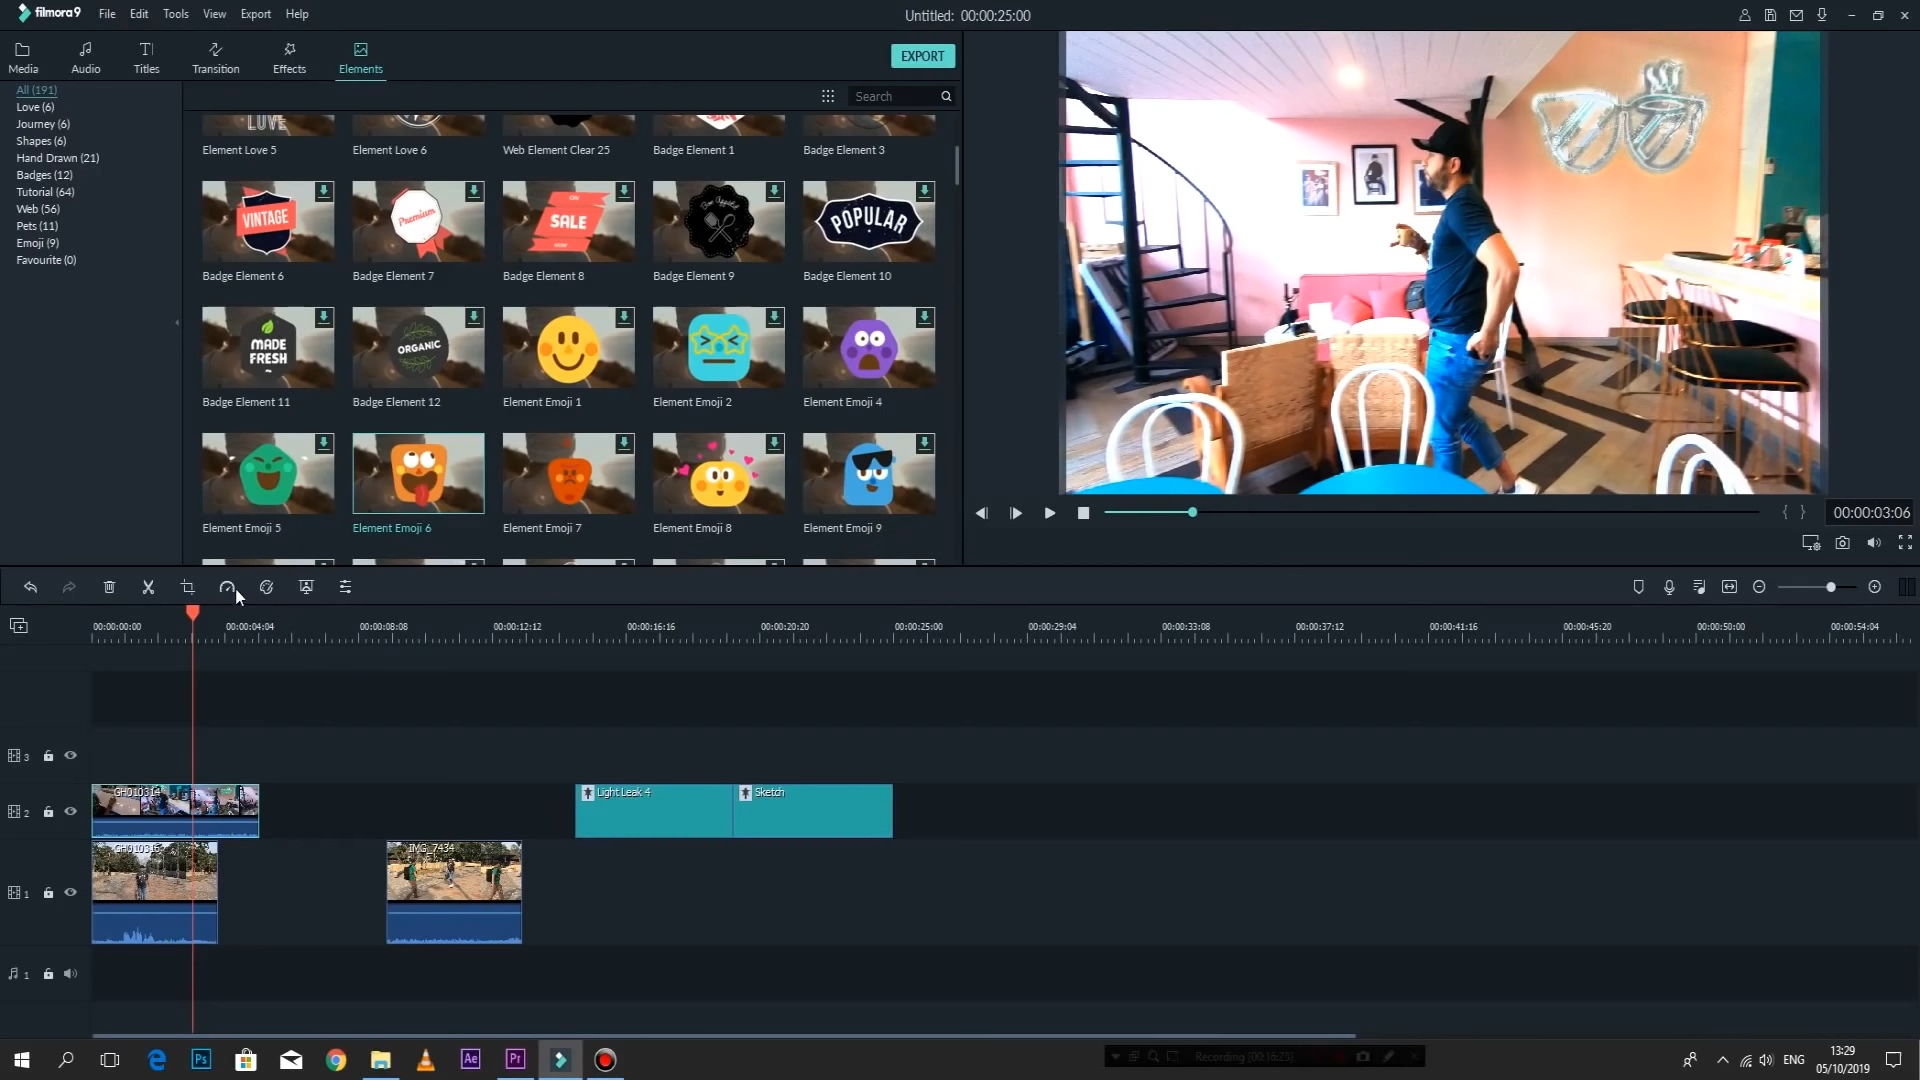 filmora9 File Edit Tools View Export Help
Untitled: 00:00:25:00
Media Audio Titles Transition Effects Elements
EXPORT
Search
All (191)
Love (6)
Journey (6)
Shapes (6)
Hand Drawn (21)
Badges (12)
Tutorial (64)
Web (56)
Pets (11)
Emoji (9)
Favourite (0)
LOVE
Element Love 5 Element Love 6 Web Element Clear 25 Badge Element 1 Badge Element 3
VINTAGE Premium ON SALE NOW Bon Appetit POPULAR
Badge Element 6 Badge Element 7 Badge Element 8 Badge Element 9 Badge Element 10
MADE FRESH ORGANIC
Badge Element 11 Badge Element 12 Element Emoji 1 Element Emoji 2 Element Emoji 4
Element Emoji 5 Element Emoji 6 Element Emoji 7 Element Emoji 8 Element Emoji 9
00:00:03:06
00:00:00:00 00:00:04:04 00:00:08:08 00:00:12:12 00:00:16:16 00:00:20:20 00:00:25:00 00:00:29:04 00:00:33:08 00:00:37:12 00:00:41:16 00:00:45:20 00:00:50:00 00:00:54:04
3
2 GH010314 Light Leak 4 Sketch
1 IMG_7434
1
Ps Ae Pr
ENG
13:29
05/10/2019